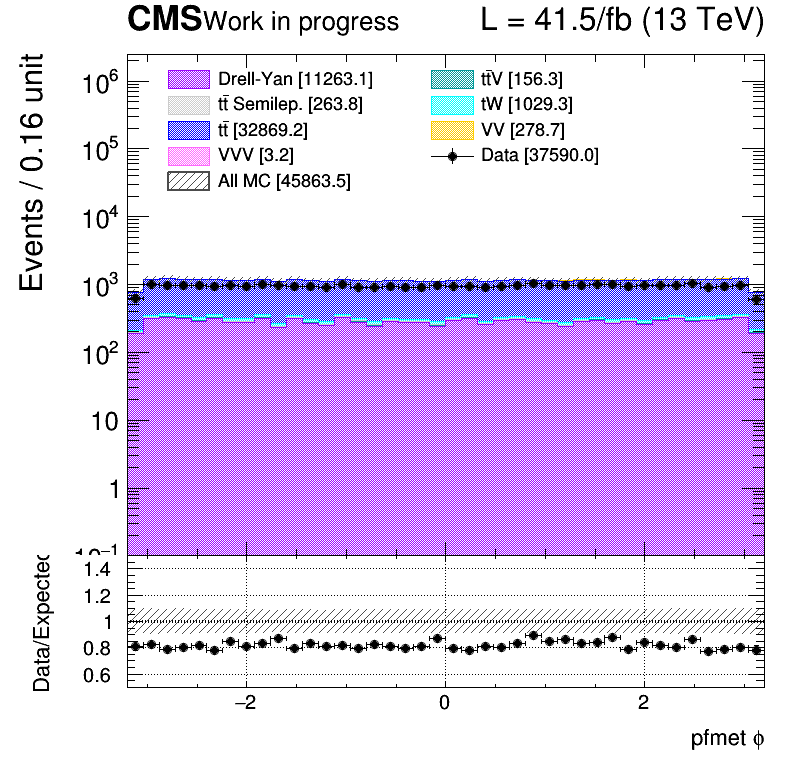 CMS Work in progress L = 41.5/fb (13 TeV)
Events / 0.16 unit
Drell-Yan [11263.1]
tt̄V [156.3]
tt̄ Semilep. [263.8]
tW [1029.3]
tt̄ [32869.2]
VV [278.7]
VVV [3.2]
Data [37590.0]
All MC [45863.5]
10⁶
10⁵
10⁴
10³
10²
10
1
10⁻¹
Data/Expected
1.4
1.2
1
0.8
0.6
−2 0 2
pfmet ϕ